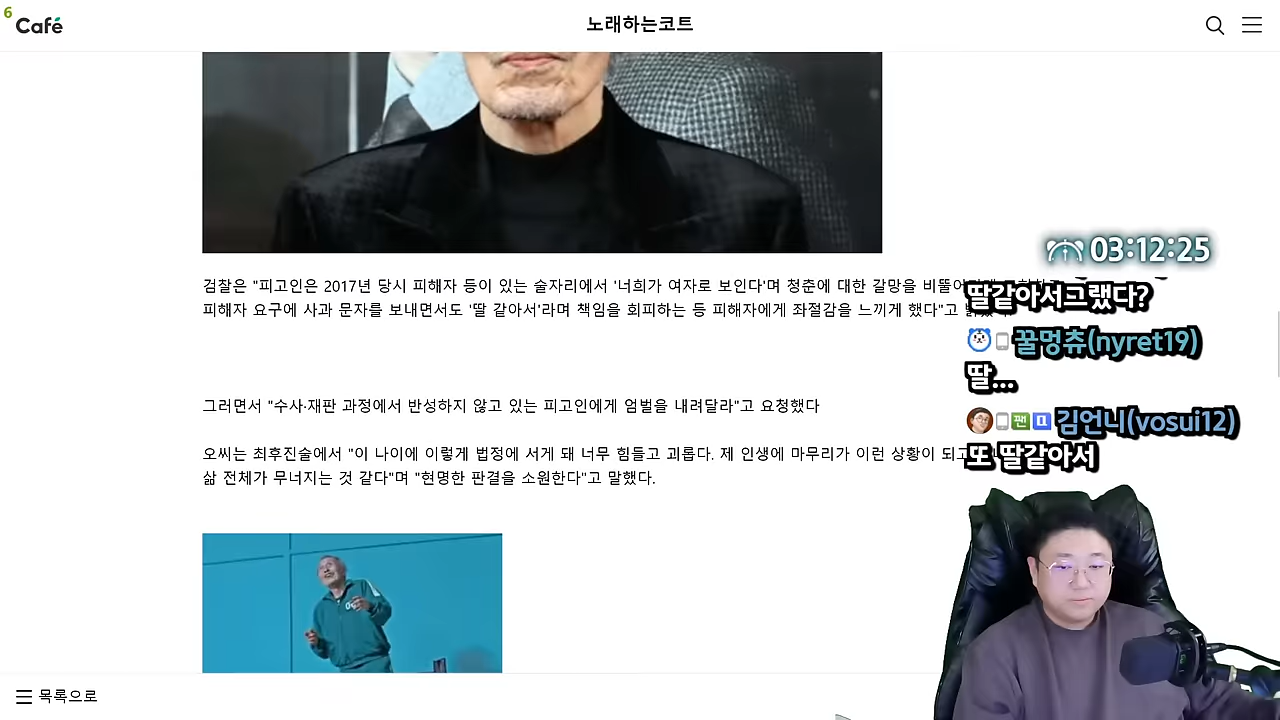 6
Café
노래하는코트
검찰은 "피고인은 2017년 당시 피해자 등이 있는 술자리에서 '너희가 여자로 보인다'며 청춘에 대한 갈망을
피해자 요구에 사과 문자를 보내면서도 '딸 같아서'라며 책임을 회피하는 등 피해자에게 좌절감을 느끼게 했다"고
그러면서 "수사·재판 과정에서 반성하지 않고 있는 피고인에게 엄벌을 내려달라"고 요청했다
오씨는 최후진술에서 "이 나이에 이렇게 법정에 서게 돼 너무 힘들고 괴롭다. 제 인생에 마무리가 이런 상황이
삶 전체가 무너지는 것 같다"며 "현명한 판결을 소원한다"고 말했다.
03:12:25
딸같아서그랬다?
꿀멍츄(nyret19)
딸...
팬
김언니(vosui12)
또 딸같아서
목록으로